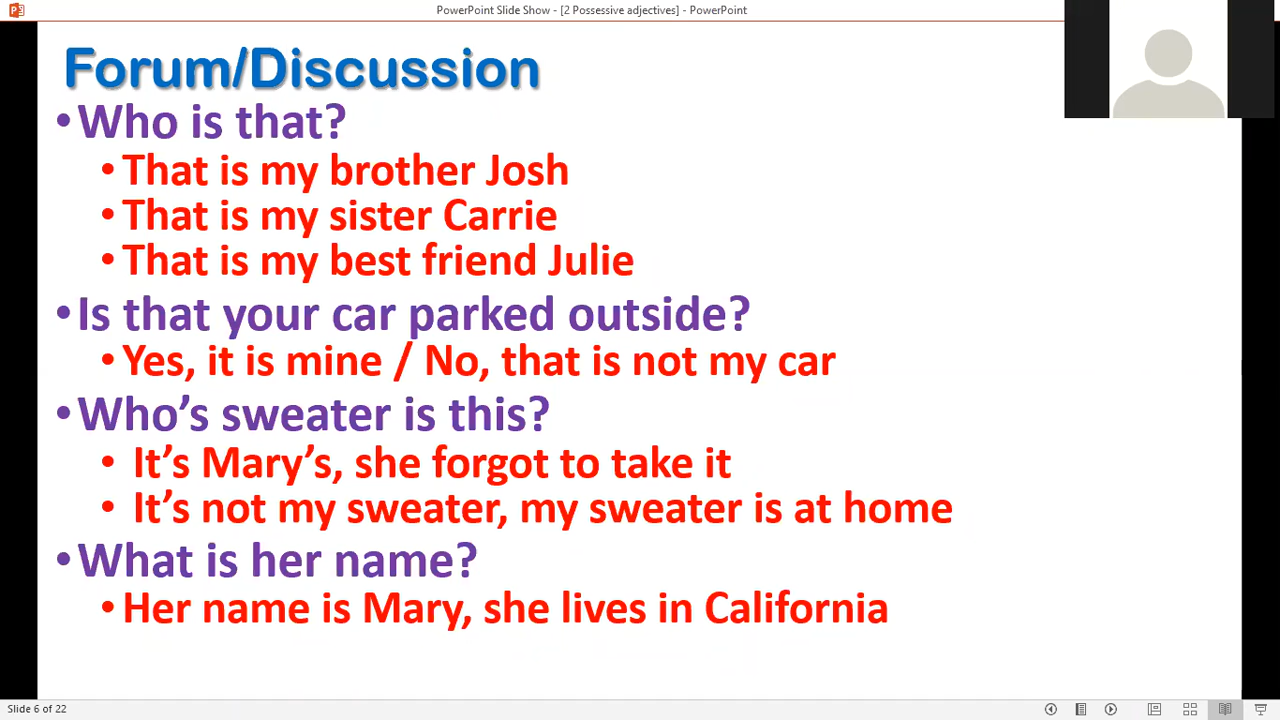 PowerPoint Slide Show - [2 Possessive adjectives] - PowerPoint
Forum/Discussion
•Who is that?
•That is my brother Josh
•That is my sister Carrie
•That is my best friend Julie
•Is that your car parked outside?
•Yes, it is mine / No, that is not my car
•Who's sweater is this?
• It's Mary's, she forgot to take it
• It's not my sweater, my sweater is at home
•What is her name?
•Her name is Mary, she lives in California
Slide 6 of 22